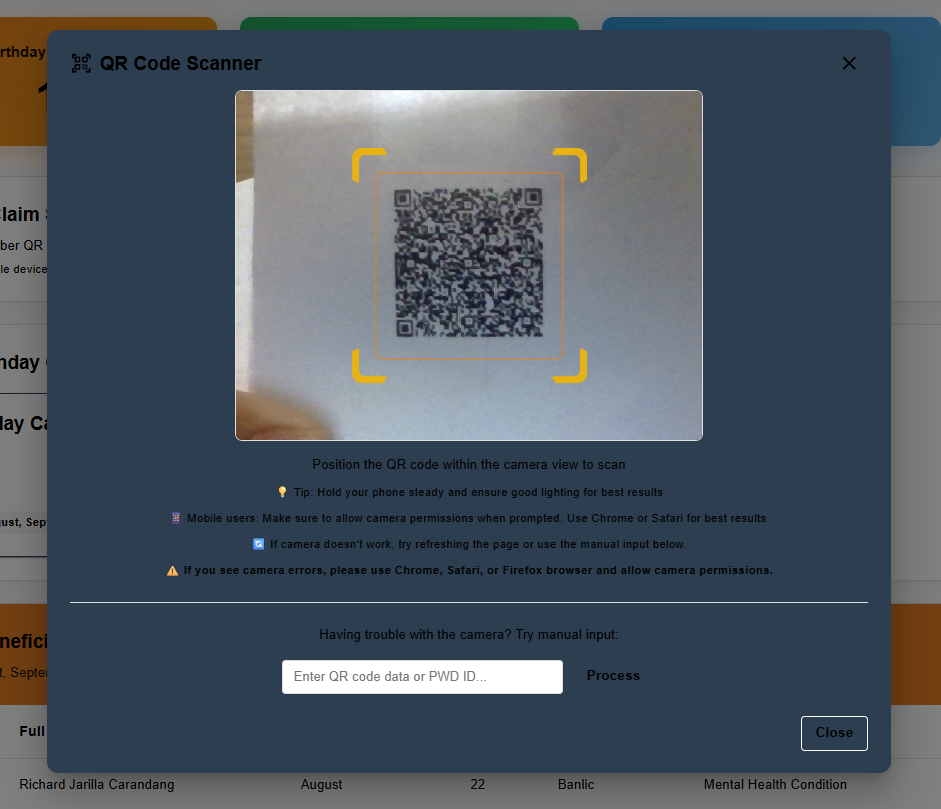 rthday
QR Code Scanner
Claim
ber QR
le device
nday
lay Ca
ust, Sep
Position the QR code within the camera view to scan
💡 Tip: Hold your phone steady and ensure good lighting for best results
📱 Mobile users: Make sure to allow camera permissions when prompted. Use Chrome or Safari for best results.
🔄 If camera doesn't work, try refreshing the page or use the manual input below.
⚠️ If you see camera errors, please use Chrome, Safari, or Firefox browser and allow camera permissions.
Having trouble with the camera? Try manual input:
nefici
t, Septe
Enter QR code data or PWD ID...
Process
Full
Close
Richard Jarilla Carandang August 22 Banlic Mental Health Condition